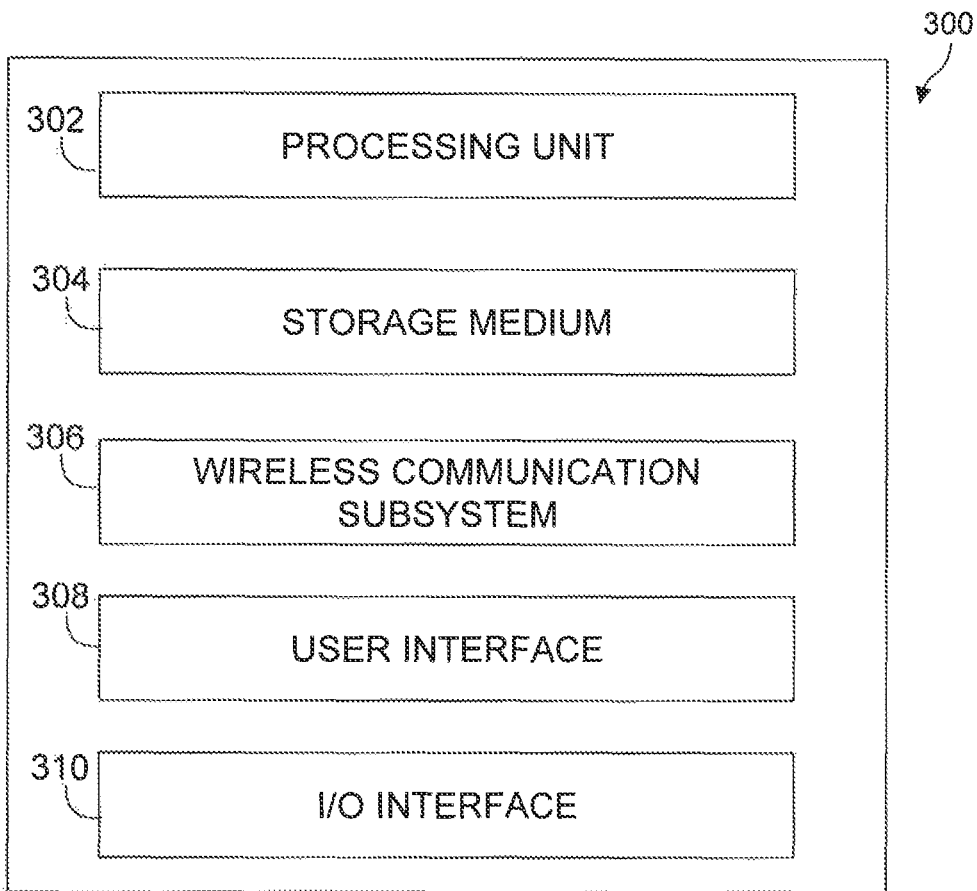 300
302
PROCESSING UNIT
304
STORAGE MEDIUM
306
WIRELESS COMMUNICATION
SUBSYSTEM
308
USER INTERFACE
310
I/O INTERFACE